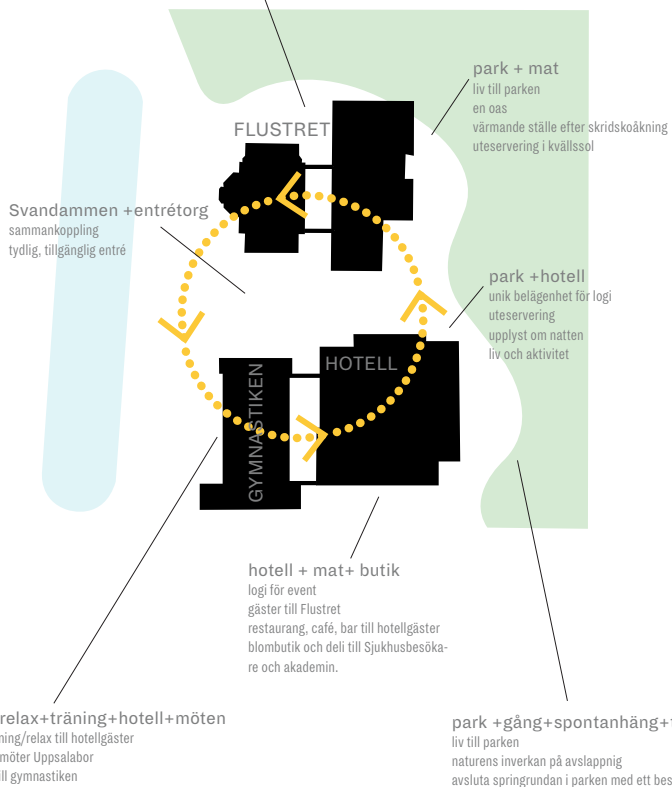 park + mat
liv till parken
en oas
värmande ställe efter skridskoåkning
uteservering i kvällssol
FLUSTRET
Svandammen +entrétorg
sammankoppling
tydlig, tillgänglig entré
park +hotell
unik belägenhet för logi
uteservering
upplyst om natten
liv och aktivitet
HOTELL
GYMNASTIKEN
hotell + mat+ butik
logi för event
gäster till Flustret
restaurang, café, bar till hotellgäster
blombutik och deli till Sjukhusbesöka-
re och akademin.
relax+träning+hotell+möten
ning/relax till hotellgäster
möter Uppsalabor
ill gymnastiken
park +gång+spontanhäng+
liv till parken
naturens inverkan på avslappnig
avsluta springrundan i parken med ett bes